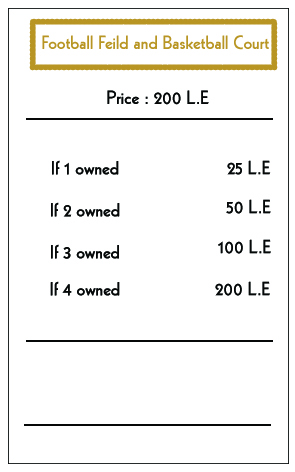 Football Feild and Basketball Court
Price : 200 L.E
If 1 owned 25 L.E
If 2 owned 50 L.E
If 3 owned 100 L.E
If 4 owned 200 L.E